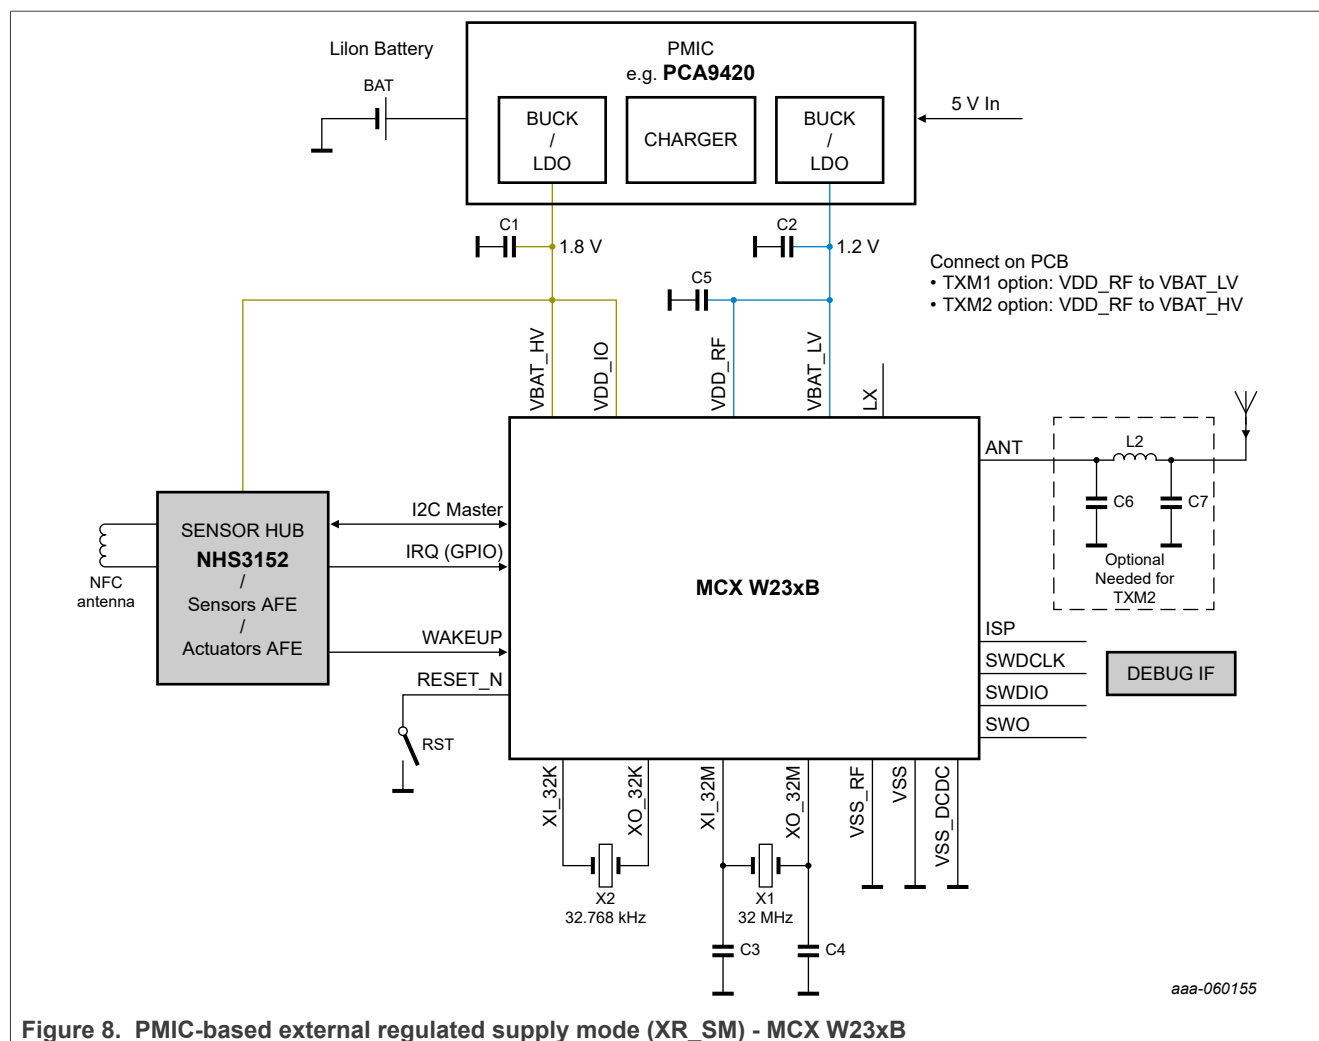 LiIon Battery
BAT
PMIC
e.g. PCA9420
BUCK
/
LDO
CHARGER
BUCK
/
LDO
5 V In
C1
1.8 V
C2
1.2 V
C5
Connect on PCB
• TXM1 option: VDD_RF to VBAT_LV
• TXM2 option: VDD_RF to VBAT_HV
VBAT_HV
VDD_IO
VDD_RF
VBAT_LV
LX
ANT
L2
C6
C7
Optional
Needed for
TXM2
SENSOR HUB
NHS3152
/
Sensors AFE
/
Actuators AFE
NFC
antenna
I2C Master
IRQ (GPIO)
WAKEUP
RESET_N
RST
MCX W23xB
ISP
SWDCLK
SWDIO
SWO
DEBUG IF
XI_32K
XO_32K
XI_32M
XO_32M
VSS_RF
VSS
VSS_DCDC
X2
32.768 kHz
X1
32 MHz
C3
C4
aaa-060155
Figure 8. PMIC-based external regulated supply mode (XR_SM) - MCX W23xB